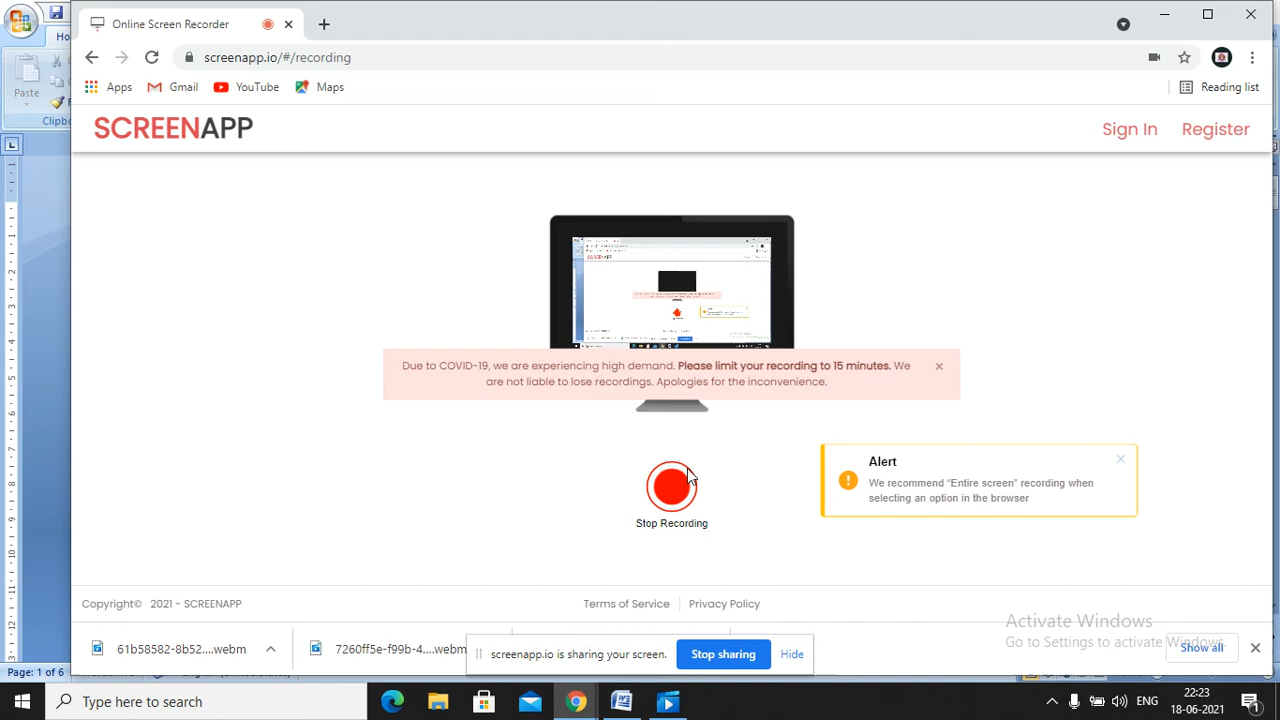 Online Screen Recorder
Ho
screenapp.io/#/recording
Paste
Apps
Gmail
YouTube
Maps
Reading list
Clipb
SCREENAPP
Sign In
Register
Due to COVID-19, we are experiencing high demand. Please limit your recording to 15 minutes. We
are not liable to lose recordings. Apologies for the inconvenience.
Alert
We recommend “Entire screen” recording when
selecting an option in the browser
Stop Recording
Copyright© 2021 - SCREENAPP
Terms of Service
Privacy Policy
Activate Windows
Go to Settings to activate Windows.
61b58582-8b52....webm
7260ff5e-f99b-4....webm
screenapp.io is sharing your screen.
Stop sharing
Hide
Show all
Page: 1 of 6
Type here to search
ENG
22:23
18-06-2021